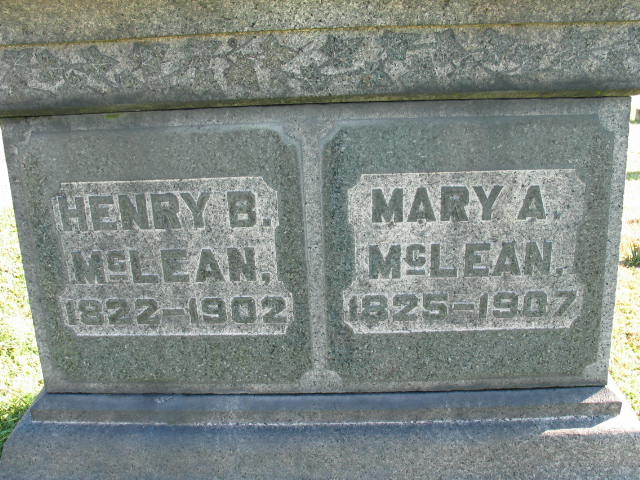 HENRY B.
McLEAN,
1822-1902
MARY A.
McLEAN.
1825-1907